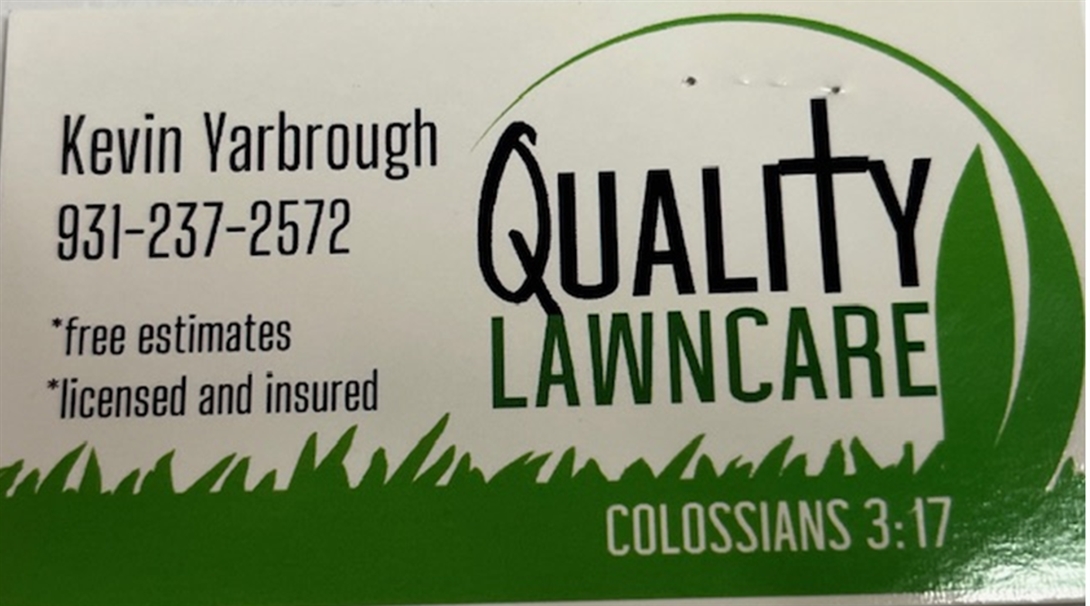 Kevin Yarbrough
931-237-2572
*free estimates
*licensed and insured
QUALITY
LAWNCARE
COLOSSIANS 3:17